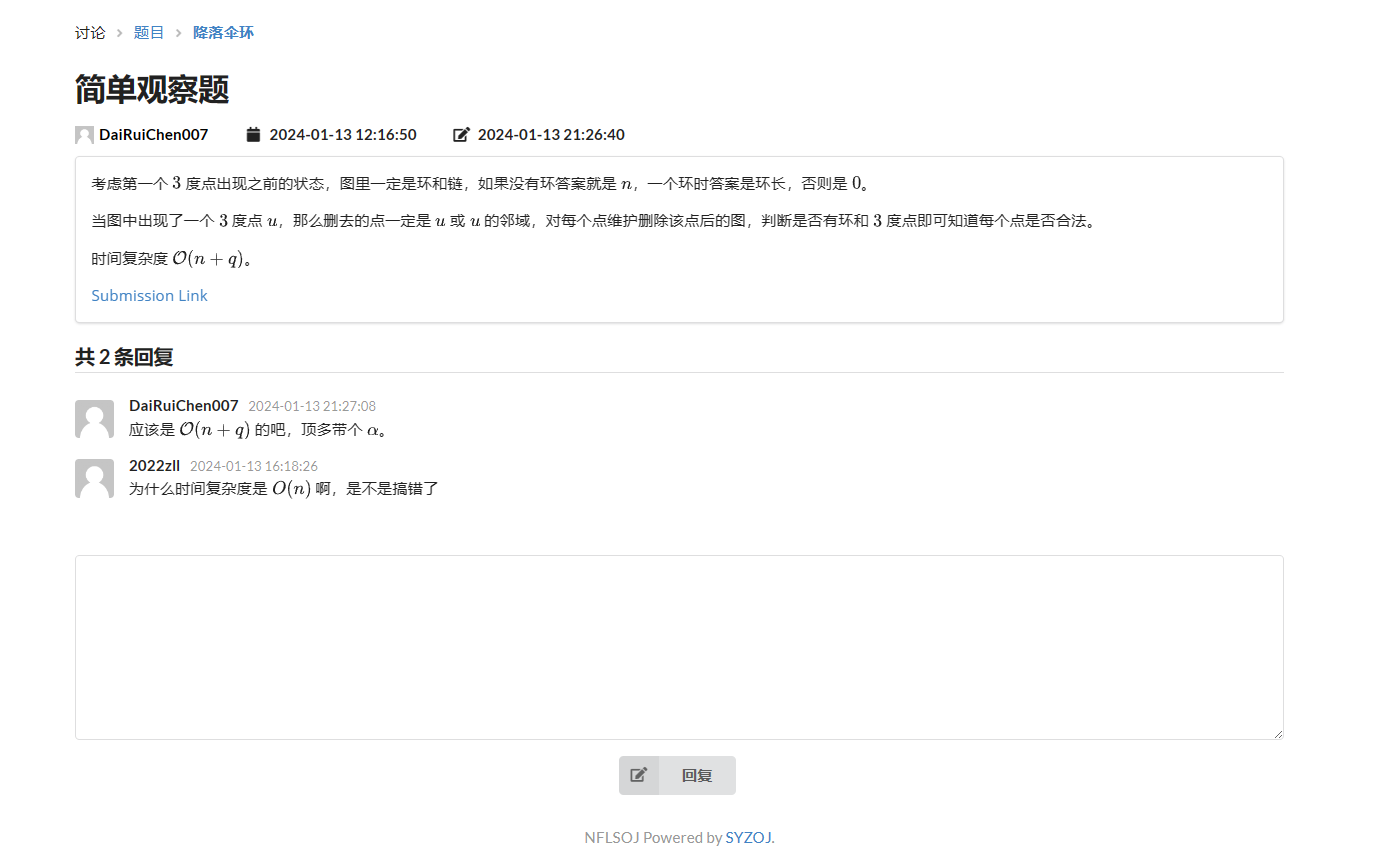 讨论 > 题目 > 降落伞环
简单观察题
DaiRuiChen007 2024-01-13 12:16:50 2024-01-13 21:26:40
考虑第一个 3 度点出现之前的状态，图里一定是环和链，如果没有环答案就是 n，一个环时答案是环长，否则是 0。
当图中出现了一个 3 度点 u，那么删去的点一定是 u 或 u 的邻域，对每个点维护删除该点后的图，判断是否有环和 3 度点即可知道每个点是否合法。
时间复杂度 O(n + q)。
Submission Link
共 2 条回复
DaiRuiChen007 2024-01-13 21:27:08
应该是 O(n + q) 的吧，顶多带个 α。
2022zll 2024-01-13 16:18:26
为什么时间复杂度是 O(n) 啊，是不是搞错了
回复
NFLSOJ Powered by SYZOJ.